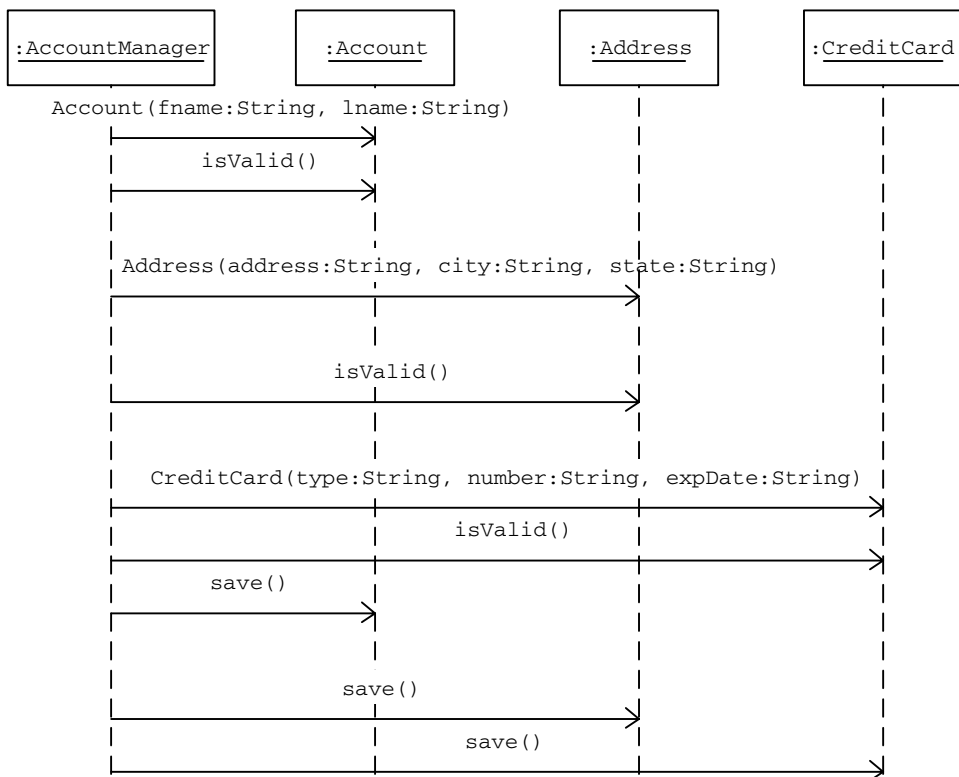 :AccountManager
:Account
:Address
:CreditCard
Account(fname:String, lname:String)
isValid()
Address(address:String, city:String, state:String)
isValid()
CreditCard(type:String, number:String, expDate:String)
isValid()
save()
save()
save()